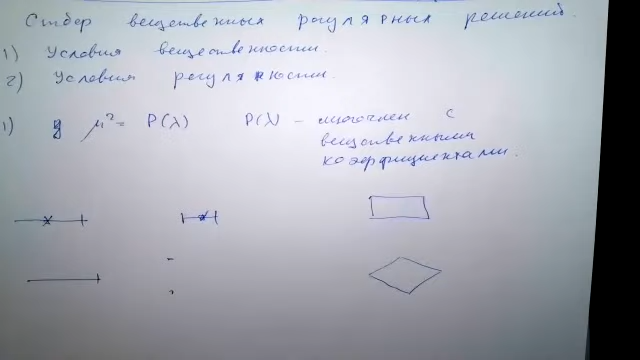 Отбор вещественных регулярных решений.
1) Условия вещественности.
2) Условия регулярности.
1) μ² = P(λ) P(λ) – многочлен с
вещественными
коэффициентами.